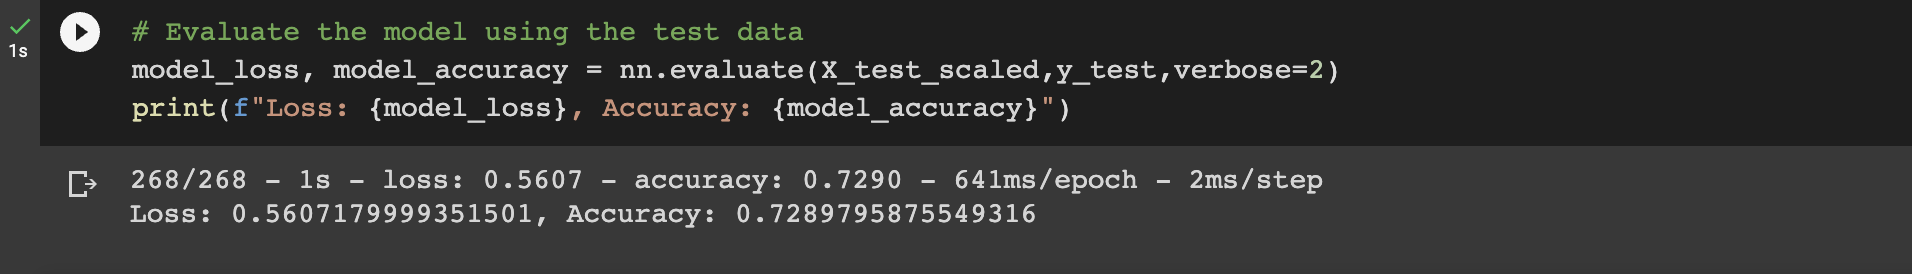 1s
# Evaluate the model using the test data
model_loss, model_accuracy = nn.evaluate(X_test_scaled,y_test,verbose=2)
print(f"Loss: {model_loss}, Accuracy: {model_accuracy}")
268/268 - 1s - loss: 0.5607 - accuracy: 0.7290 - 641ms/epoch - 2ms/step
Loss: 0.5607179999351501, Accuracy: 0.7289795875549316